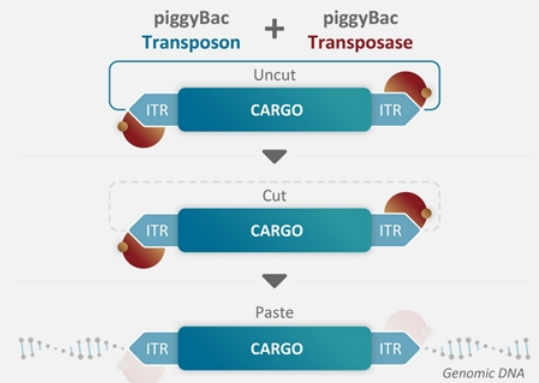 piggyBac
Transposon
+
piggyBac
Transposase
Uncut
ITR
CARGO
ITR
Cut
ITR
CARGO
ITR
Paste
ITR
CARGO
ITR
Genomic DNA